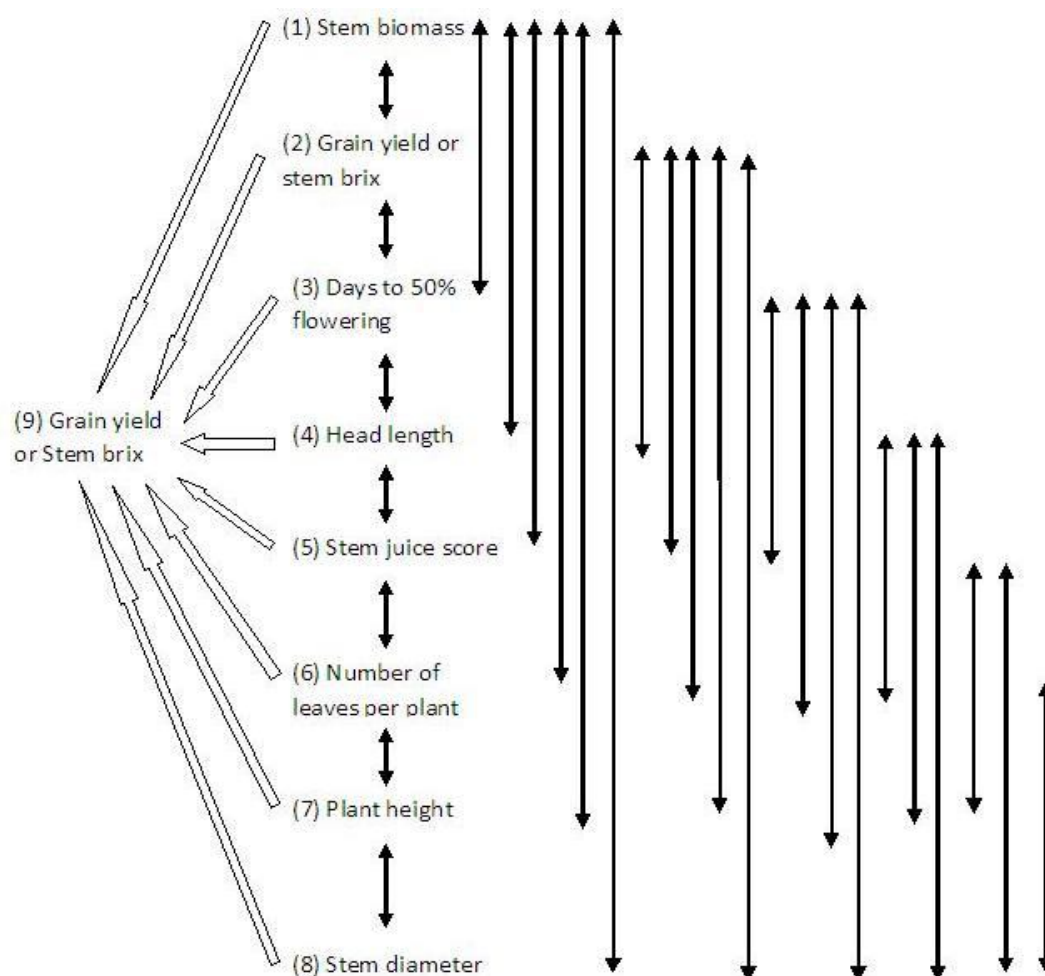 (1) Stem biomass
(2) Grain yield or
stem brix
(3) Days to 50%
flowering
(9) Grain yield
or Stem brix
(4) Head length
(5) Stem juice score
(6) Number of
leaves per plant
(7) Plant height
(8) Stem diameter